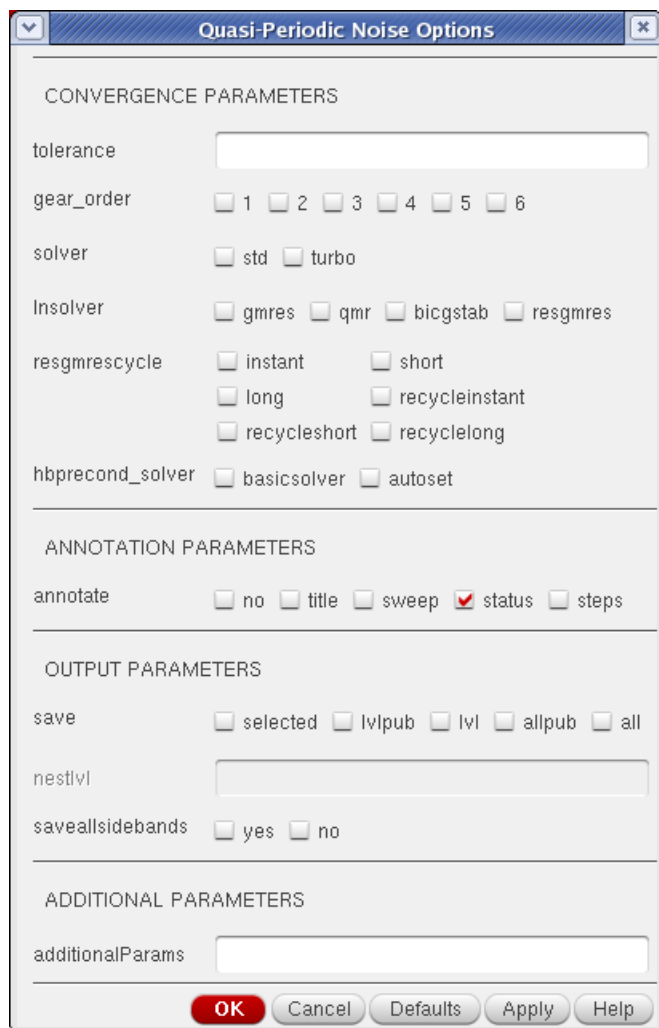 Quasi-Periodic Noise Options
CONVERGENCE PARAMETERS
tolerance
gear_order 1 2 3 4 5 6
solver std turbo
lnsolver gmres qmr bicgstab resgmres
resgmrescycle instant short
long recycleinstant
recycleshort recyclelong
hbprecond_solver basicsolver autoset
ANNOTATION PARAMETERS
annotate no title sweep status steps
OUTPUT PARAMETERS
save selected lvlpub lvl allpub all
nestlvl
saveallsidebands yes no
ADDITIONAL PARAMETERS
additionalParams
OK Cancel Defaults Apply Help